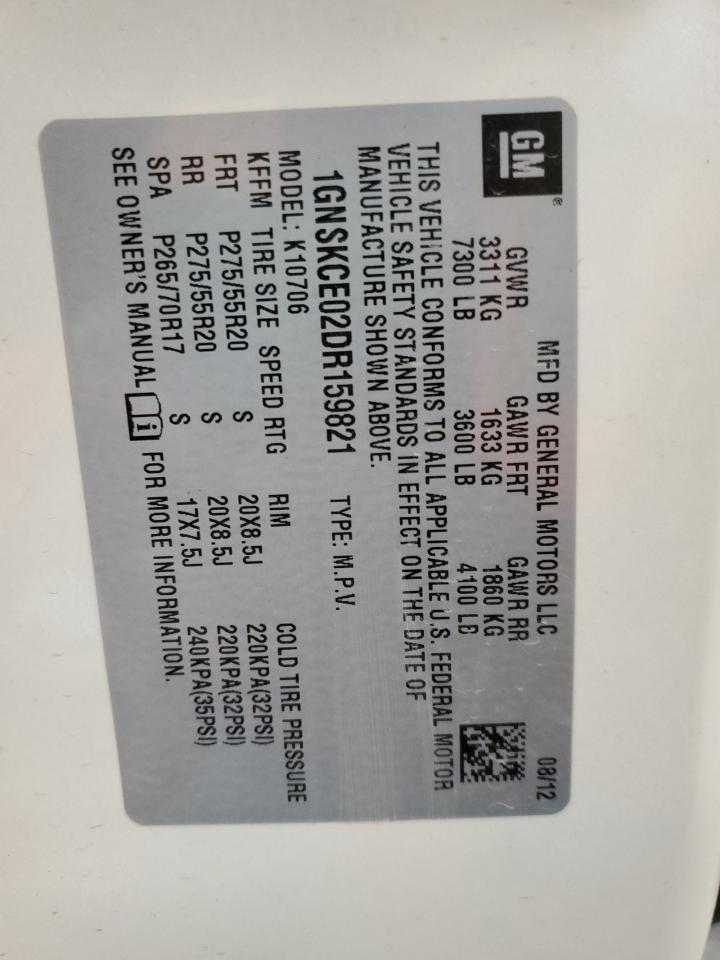 GM®
MFD BY GENERAL MOTORS LLC 08/12
GVWR GAWR FRT GAWR RR
3311 KG 1633 KG 1860 KG
7300 LB 3600 LB 4100 LB
THIS VEHICLE CONFORMS TO ALL APPLICABLE U.S. FEDERAL MOTOR
VEHICLE SAFETY STANDARDS IN EFFECT ON THE DATE OF
MANUFACTURE SHOWN ABOVE.
1GNSKCE02DR159821 TYPE: M.P.V.
MODEL: K10706
KFFM TIRE SIZE SPEED RTG RIM COLD TIRE PRESSURE
FRT P275/55R20 S 20X8.5J 220KPA(32PSI)
RR P275/55R20 S 20X8.5J 220KPA(32PSI)
SPA P265/70R17 S 17X7.5J 240KPA(35PSI)
SEE OWNER'S MANUAL i FOR MORE INFORMATION.